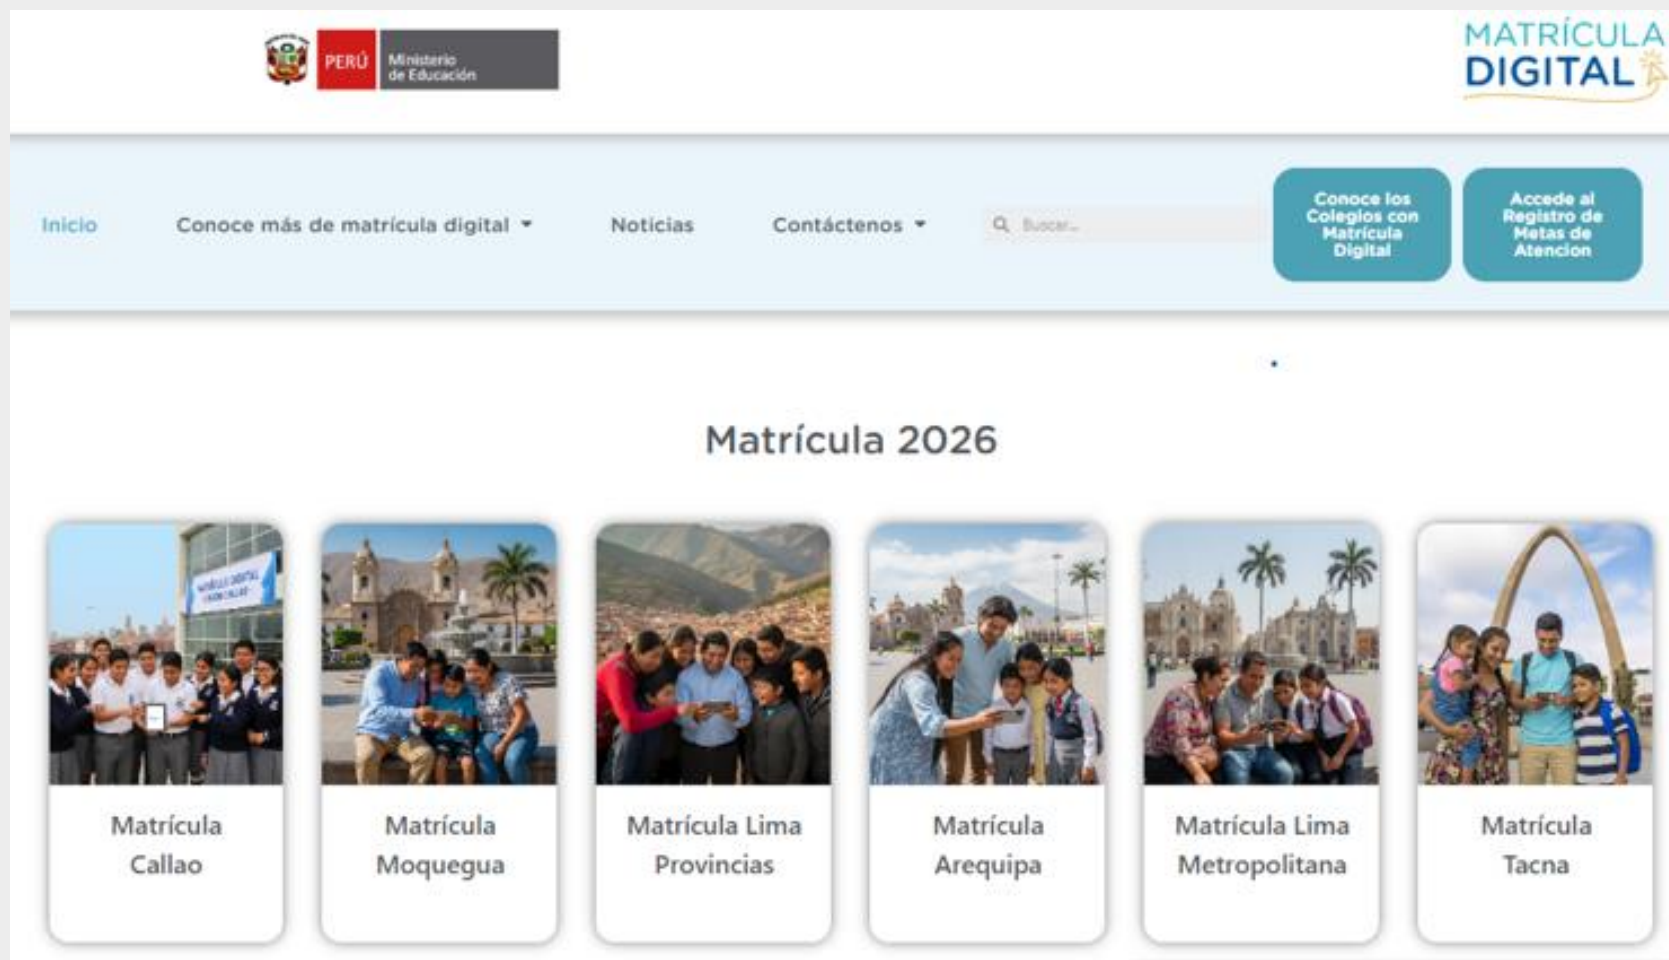 PERÚ
Ministerio
de Educación
MATRÍCULA
DIGITAL
Inicio
Conoce más de matrícula digital
Noticias
Contáctenos
Buscar...
Conoce los
Colegios con
Matrícula
Digital
Accede al
Registro de
Metas de
Atencion
Matrícula 2026
MATRÍCULA DIGITAL
Matrícula
Callao
Matrícula
Moquegua
Matrícula Lima
Provincias
Matrícula
Arequipa
Matrícula Lima
Metropolitana
Matrícula
Tacna